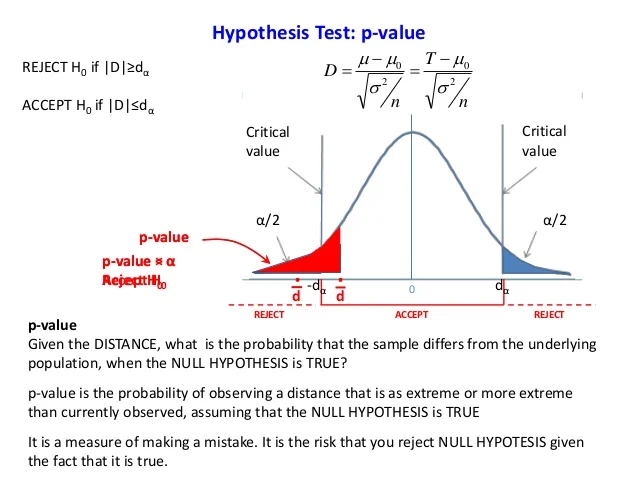 Hypothesis Test: p-value
REJECT H₀ if |D|≥dα
D = μ − μ₀ / √σ²/n = T − μ₀ / √σ²/n
ACCEPT H₀ if |D|≤dα
Critical value
Critical value
α/2
α/2
p-value
p-value α
H₀
d
-dα
d
0
dα
REJECT
ACCEPT
REJECT
p-value
Given the DISTANCE, what is the probability that the sample differs from the underlying
population, when the NULL HYPOTHESIS is TRUE?
p-value is the probability of observing a distance that is as extreme or more extreme
than currently observed, assuming that the NULL HYPOTHESIS is TRUE
It is a measure of making a mistake. It is the risk that you reject NULL HYPOTESIS given
the fact that it is true.